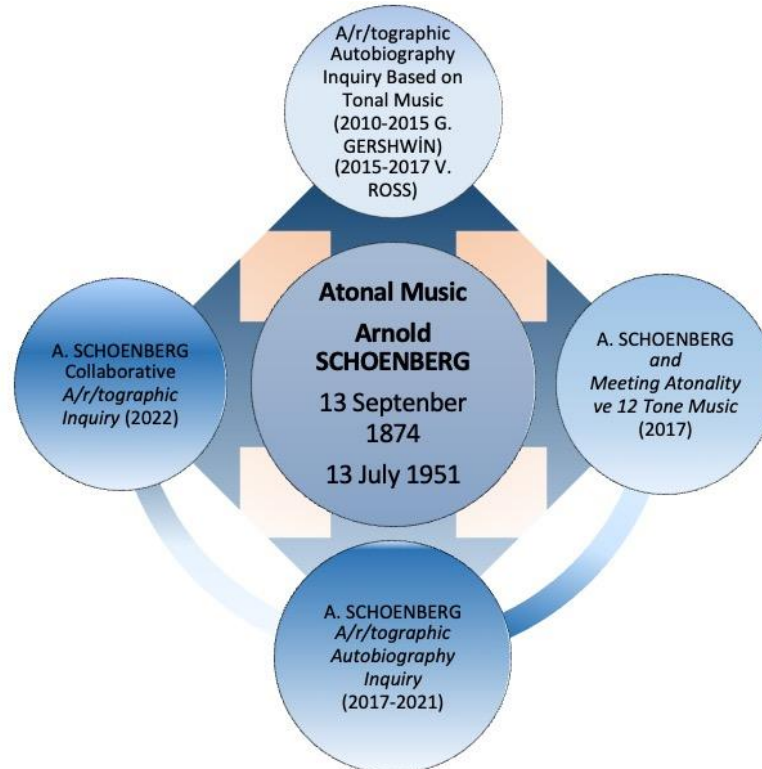 A/r/tographic
Autobiography
Inquiry Based on
Tonal Music
(2010-2015 G.
GERSHWİN)
(2015-2017 V.
ROSS)
Atonal Music
Arnold
SCHOENBERG
13 Septenber
1874
13 July 1951
A. SCHOENBERG
and
Meeting Atonality
ve 12 Tone Music
(2017)
A. SCHOENBERG
A/r/tographic
Autobiography
Inquiry
(2017-2021)
A. SCHOENBERG
Collaborative
A/r/tographic
Inquiry (2022)